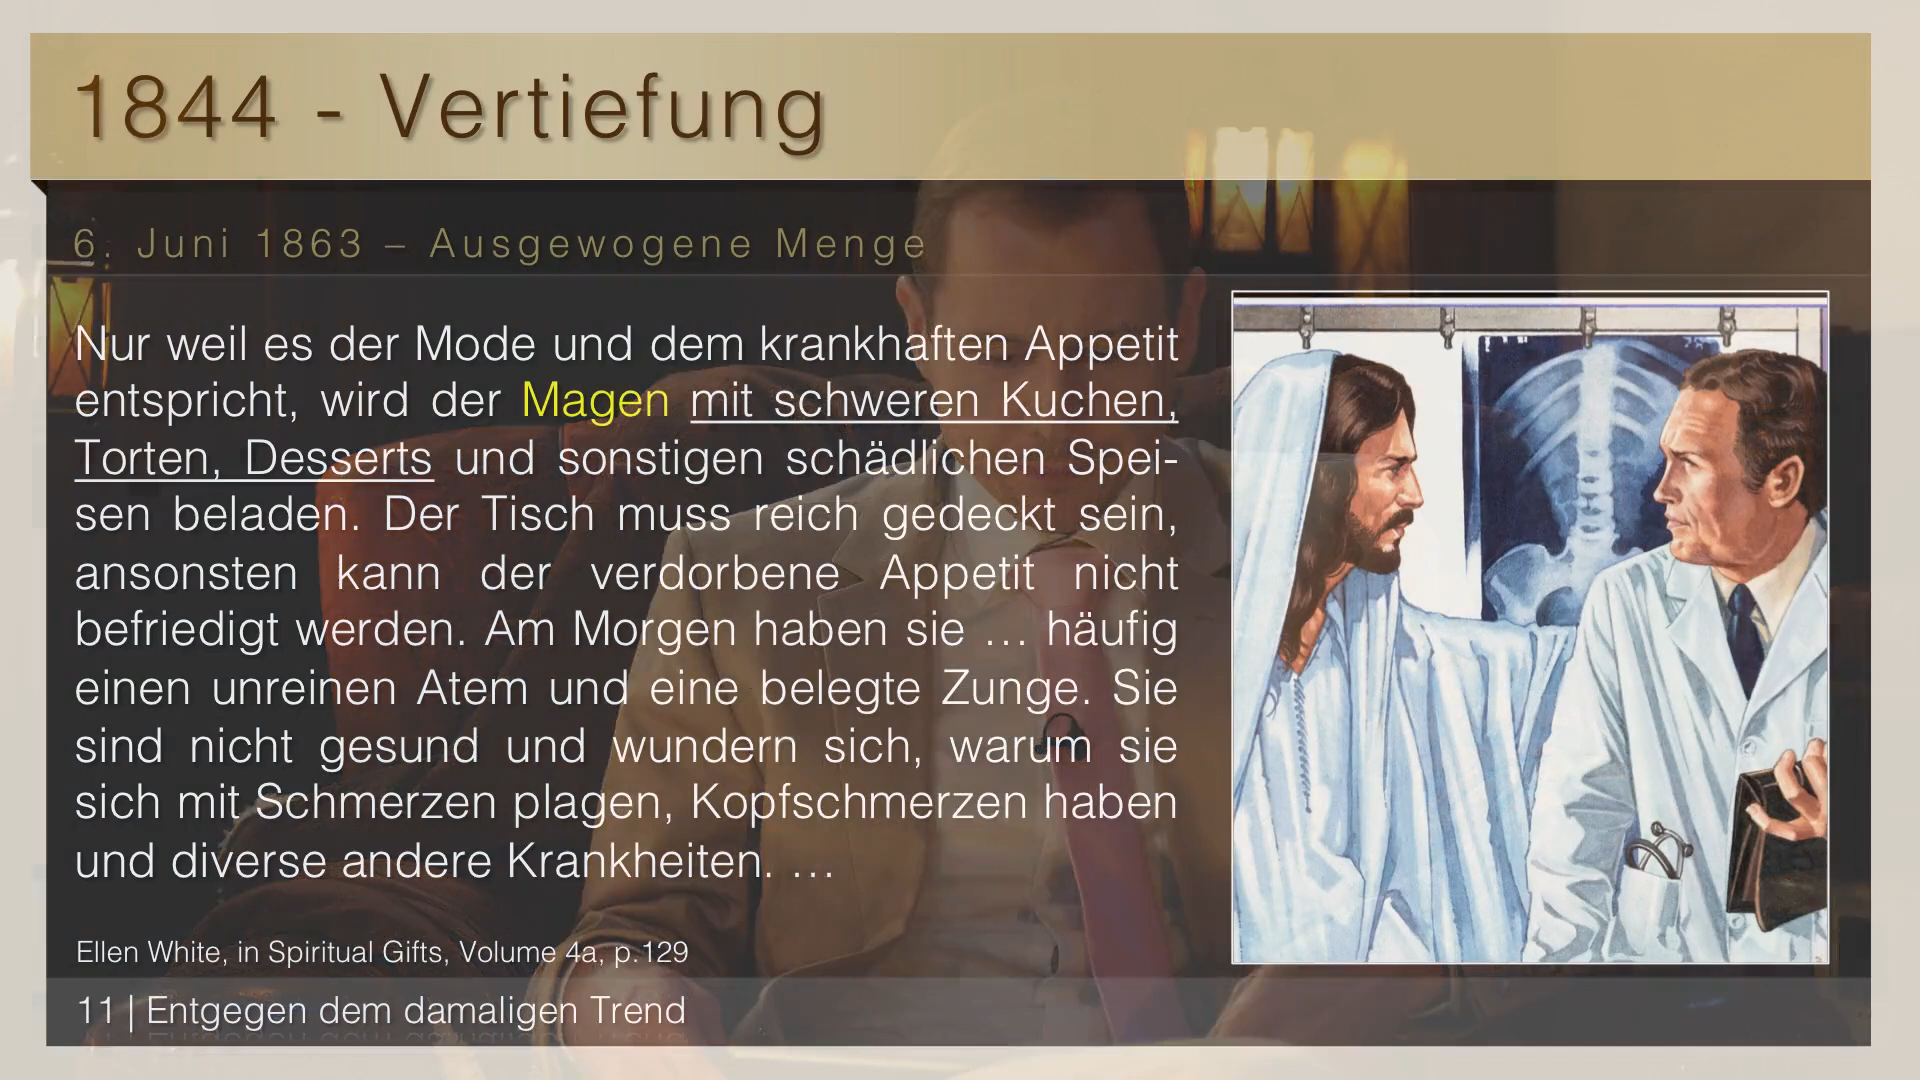 1844 - Vertiefung
6. Juni 1863 – Ausgewogene Menge
Nur weil es der Mode und dem krankhaften Appetit
entspricht, wird der Magen mit schweren Kuchen,
Torten, Desserts und sonstigen schädlichen Spei-
sen beladen. Der Tisch muss reich gedeckt sein,
ansonsten kann der verdorbene Appetit nicht
befriedigt werden. Am Morgen haben sie … häufig
einen unreinen Atem und eine belegte Zunge. Sie
sind nicht gesund und wundern sich, warum sie
sich mit Schmerzen plagen, Kopfschmerzen haben
und diverse andere Krankheiten. …
Ellen White, in Spiritual Gifts, Volume 4a, p.129
11 | Entgegen dem damaligen Trend